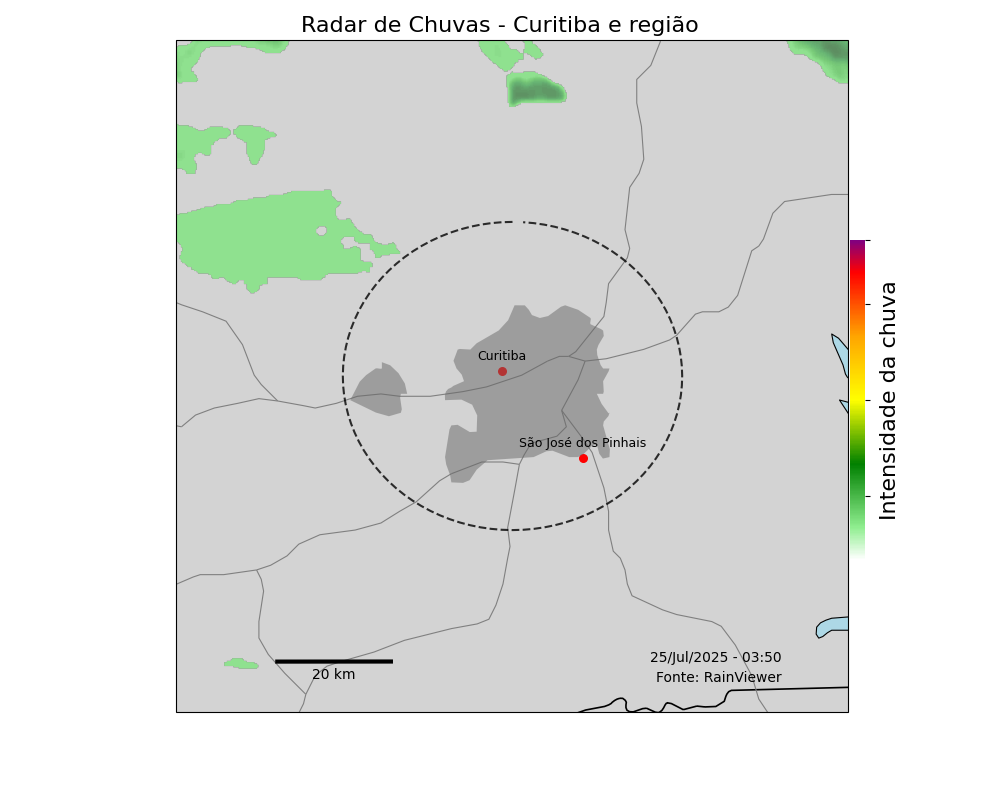 Radar de Chuvas - Curitiba e região
Curitiba
São José dos Pinhais
Intensidade da chuva
25/Jul/2025 - 03:50
20 km
Fonte: RainViewer